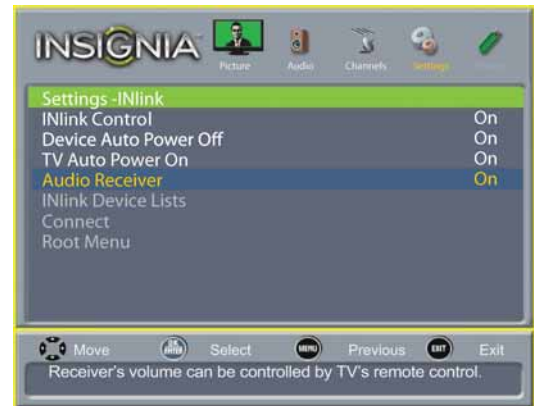 INSIGNIA
Picture Audio Channels Settings
Settings -INlink
INlink Control On
Device Auto Power Off On
TV Auto Power On On
Audio Receiver On
INlink Device Lists
Connect
Root Menu
Move OK ENTER Select MENU Previous EXIT Exit
Receiver's volume can be controlled by TV's remote control.